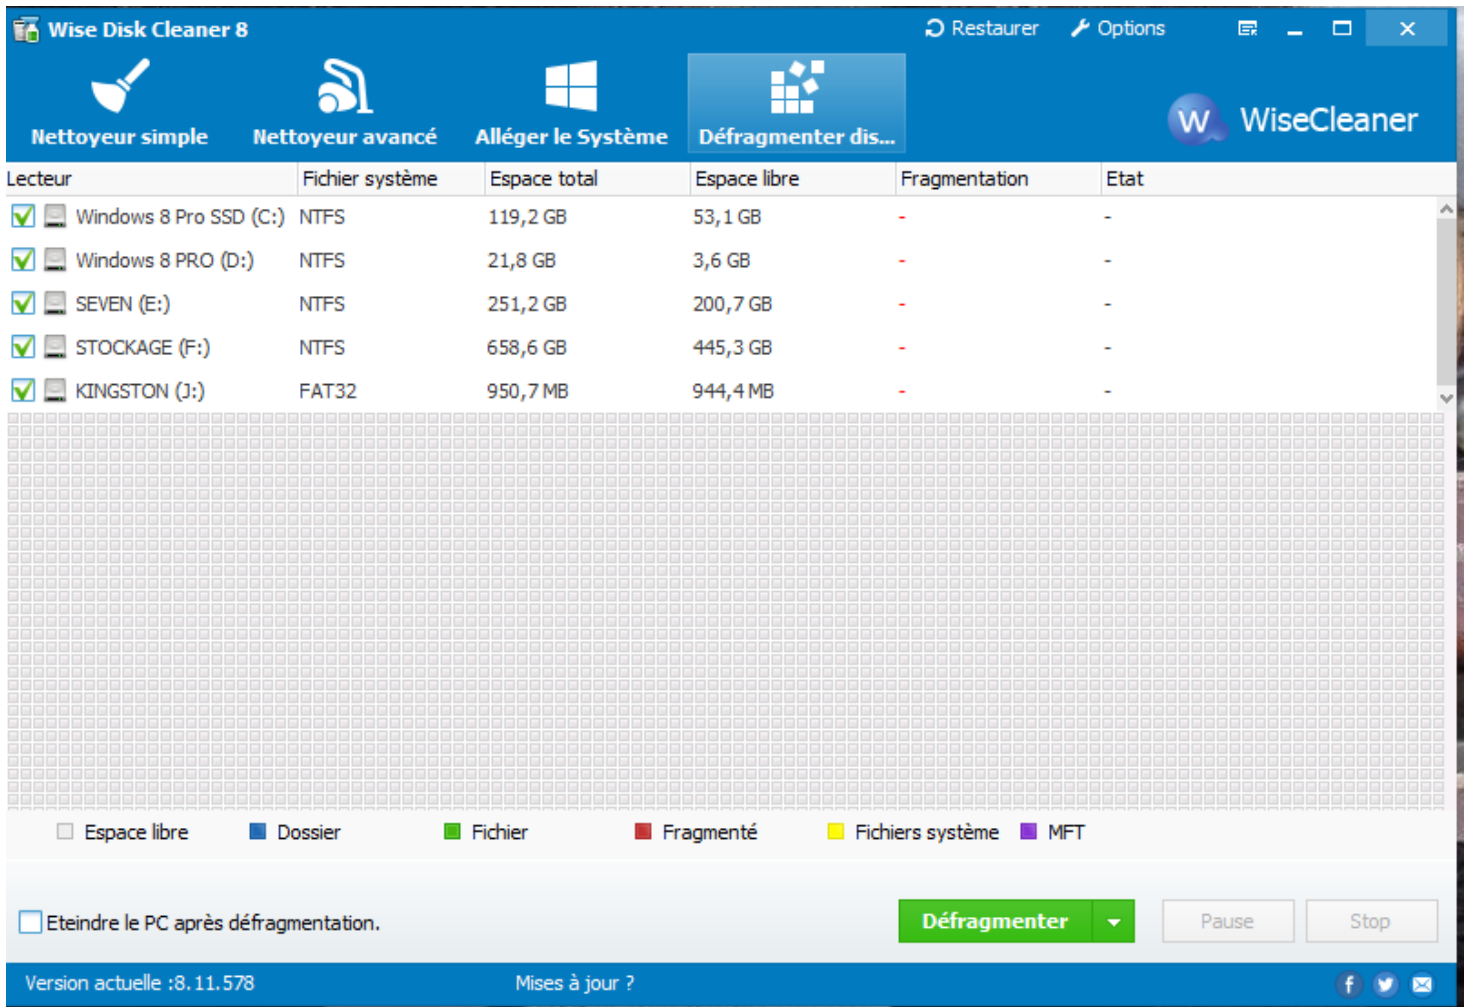 Wise Disk Cleaner 8 Restaurer Options
Nettoyeur simple Nettoyeur avancé Alléger le Système Défragmenter dis... W WiseCleaner
Lecteur Fichier système Espace total Espace libre Fragmentation Etat
Windows 8 Pro SSD (C:) NTFS 119,2 GB 53,1 GB - -
Windows 8 PRO (D:) NTFS 21,8 GB 3,6 GB - -
SEVEN (E:) NTFS 251,2 GB 200,7 GB - -
STOCKAGE (F:) NTFS 658,6 GB 445,3 GB - -
KINGSTON (J:) FAT32 950,7 MB 944,4 MB - -
Espace libre Dossier Fichier Fragmenté Fichiers système MFT
Eteindre le PC après défragmentation. Défragmenter Pause Stop
Version actuelle :8.11.578 Mises à jour ?